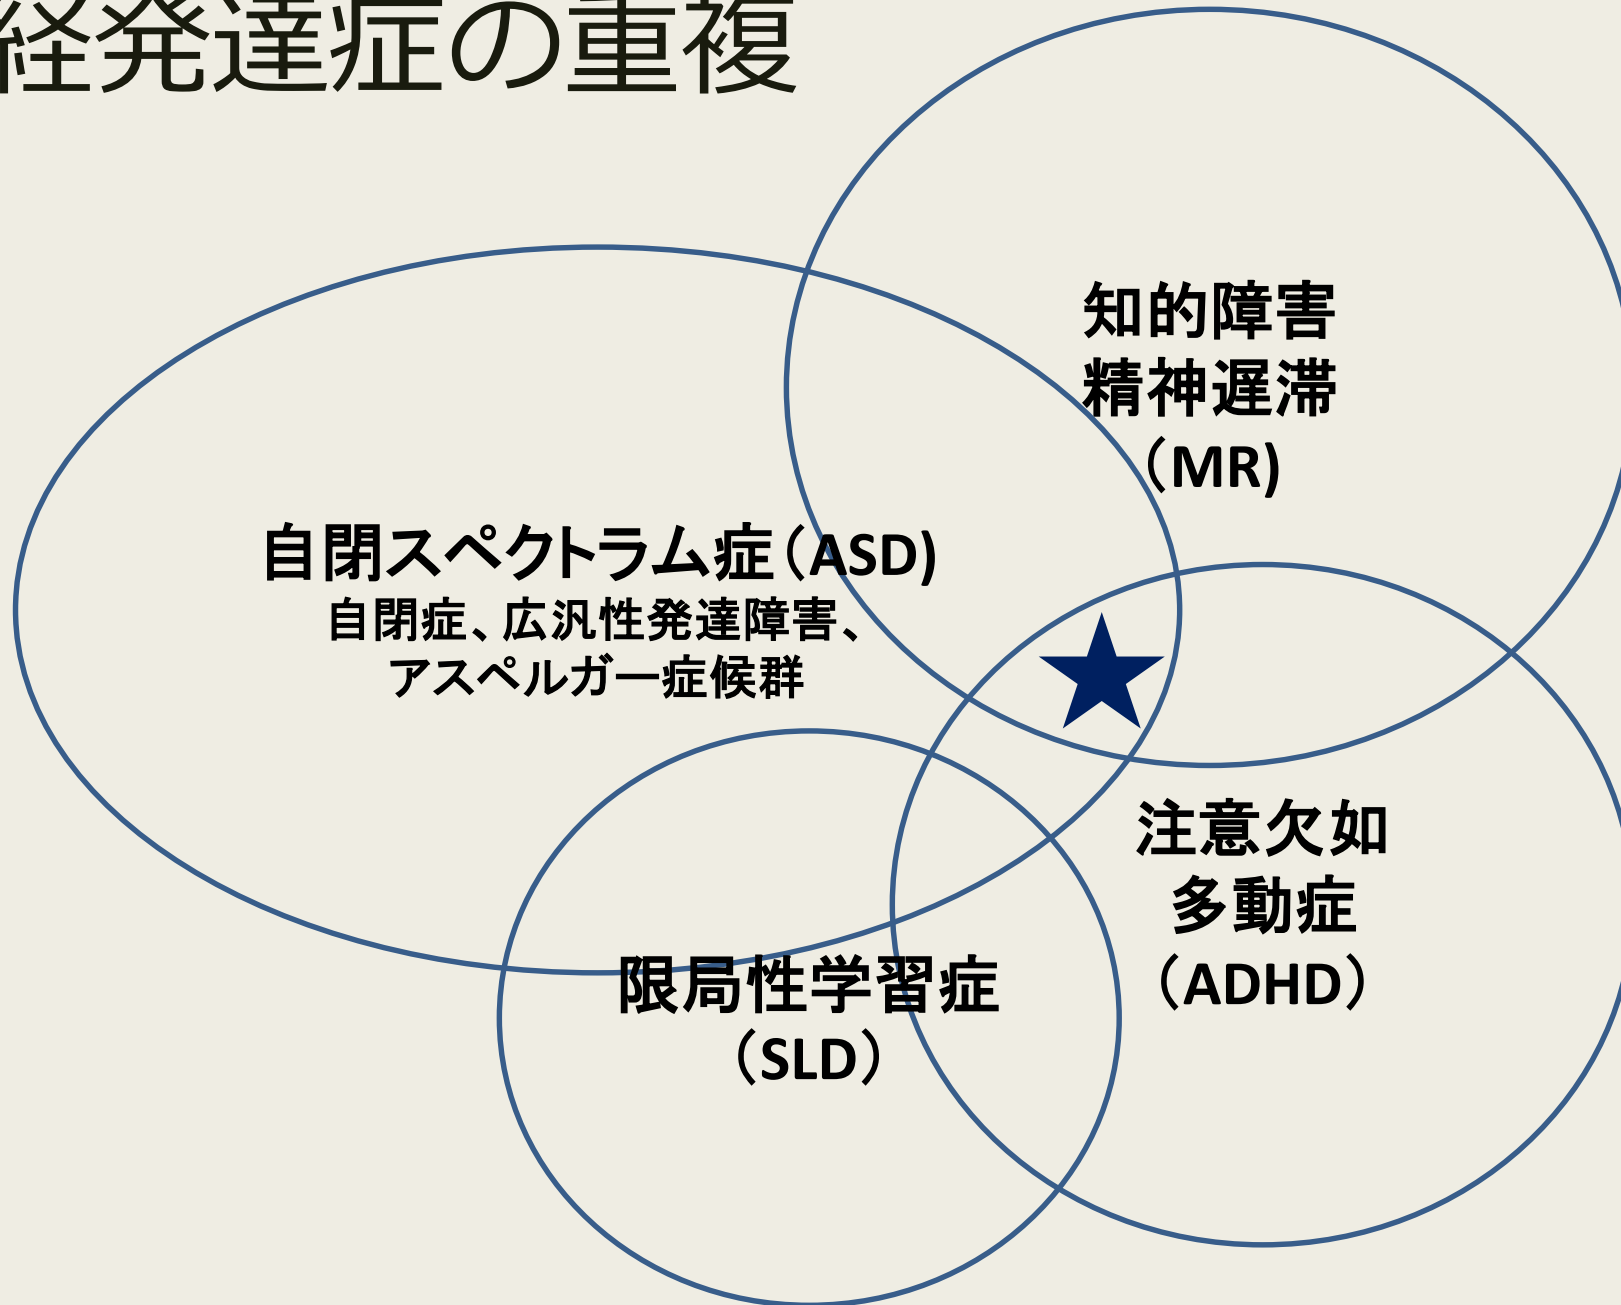 経発達症の重複
知的障害
精神遅滞
（MR)
自閉スペクトラム症（ASD)
自閉症、広汎性発達障害、
アスペルガー症候群
注意欠如
多動症
（ADHD）
限局性学習症
（SLD）